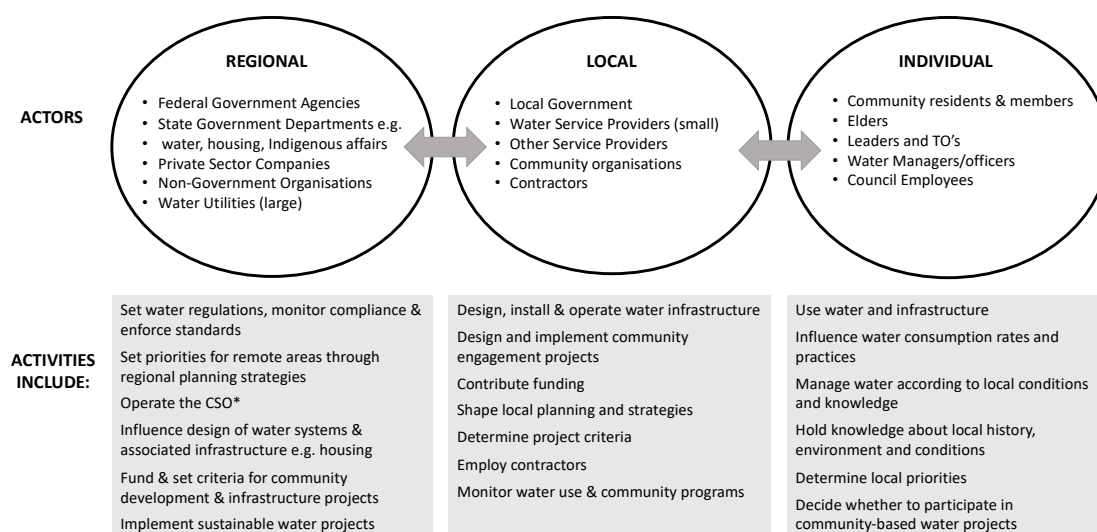 REGIONAL
LOCAL
INDIVIDUAL
ACTORS
• Federal Government Agencies
• State Government Departments e.g.
• water, housing, Indigenous affairs
• Private Sector Companies
• Non-Government Organisations
• Water Utilities (large)
• Local Government
• Water Service Providers (small)
• Other Service Providers
• Community organisations
• Contractors
• Community residents & members
• Elders
• Leaders and TO's
• Water Managers/officers
• Council Employees
ACTIVITIES
INCLUDE:
Set water regulations, monitor compliance &
enforce standards
Set priorities for remote areas through
regional planning strategies
Operate the CSO*
Influence design of water systems &
associated infrastructure e.g. housing
Fund & set criteria for community
development & infrastructure projects
Implement sustainable water projects
Design, install & operate water infrastructure
Design and implement community
engagement projects
Contribute funding
Shape local planning and strategies
Determine project criteria
Employ contractors
Monitor water use & community programs
Use water and infrastructure
Influence water consumption rates and
practices
Manage water according to local conditions
and knowledge
Hold knowledge about local history,
environment and conditions
Determine local priorities
Decide whether to participate in
community-based water projects